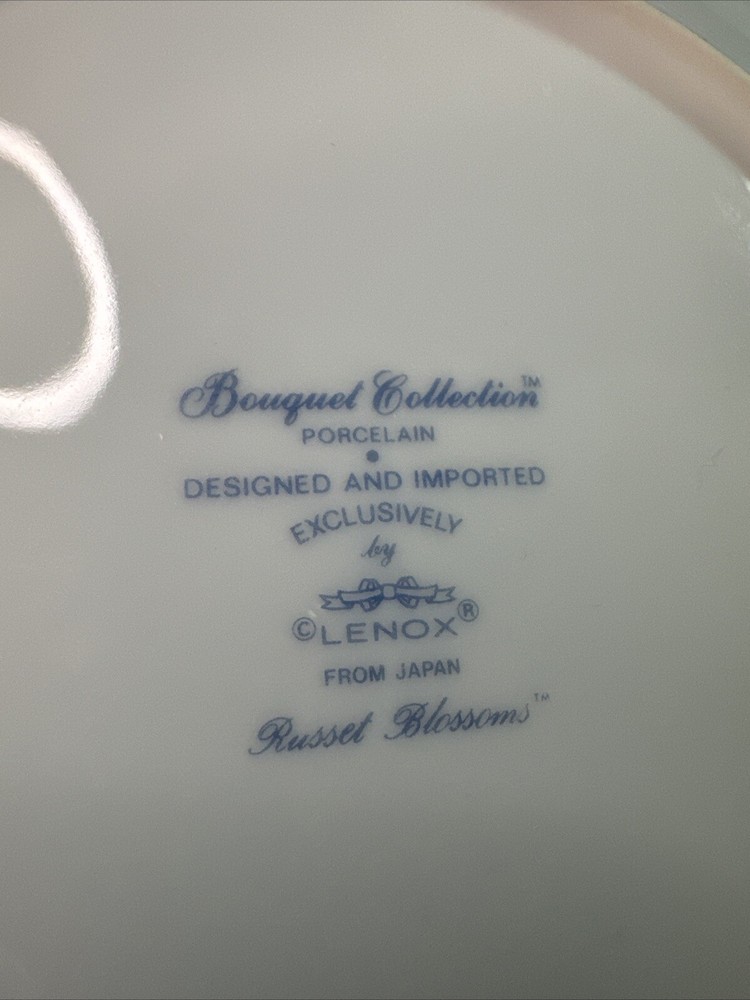 Bouquet Collection™
PORCELAIN
•
DESIGNED AND IMPORTED
EXCLUSIVELY
by
©LENOX®
FROM JAPAN
Russet Blossoms™